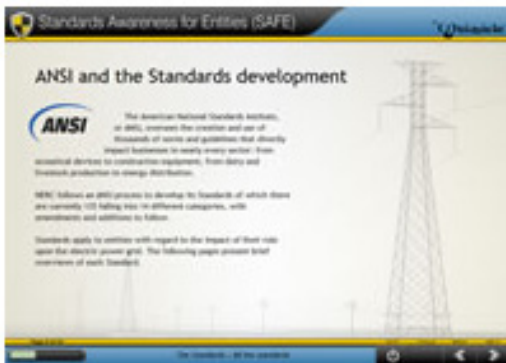 Standards Awareness for Entities (SAFE)
ANSI and the Standards development
ANSI
The American National Standards Institute,
or ANSI, oversees the creation and use of
thousands of norms and guidelines that directly
impact businesses in nearly every sector: from
acoustical devices to construction equipment, from dairy and
livestock production to energy distribution.
NERC follows an ANSI process to develop its Standards of which there
are currently falling into 14 different categories, with
amendments and additions to follow.
Standards apply to entities with regard to the impact of their role
upon the electric power grid. The following pages present brief
overviews of each Standard.
The Standards - All the standards